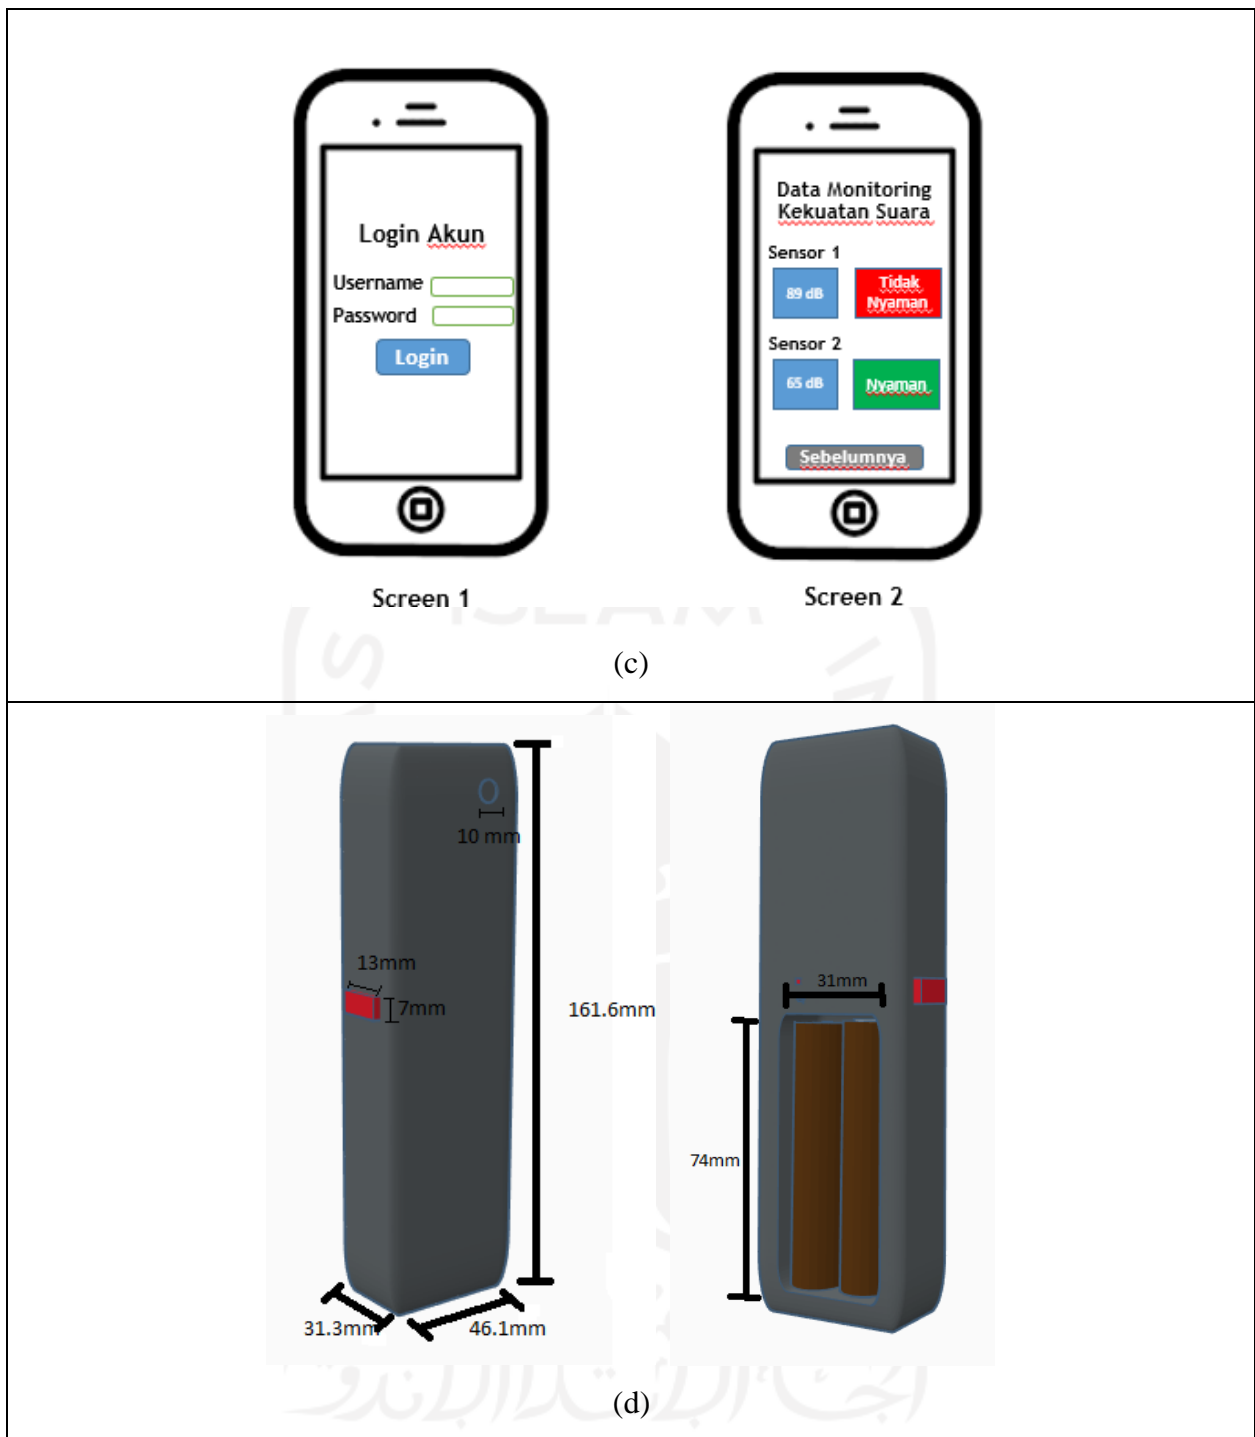 Login Akun
Username
Password
Login
Screen 1
Data Monitoring
Kekuatan Suara
Sensor 1
89 dB
Tidak
Nyaman
Sensor 2
65 dB
Nyaman
Sebelumnya
Screen 2
ISLAM
(c)
10 mm
13mm
7mm
161.6mm
31.3mm
46.1mm
31mm
74mm
(d)